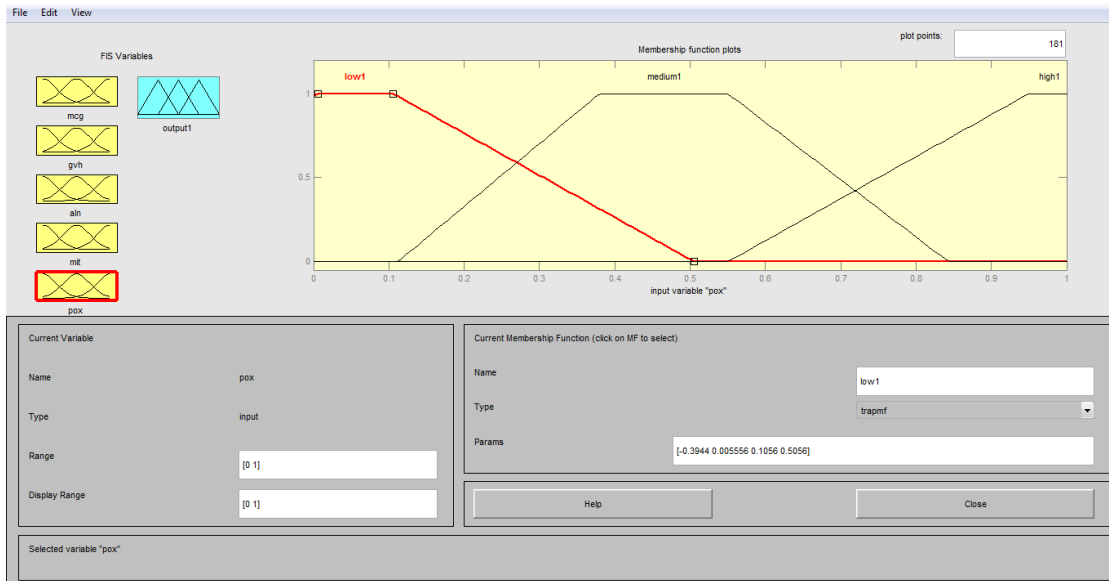 File Edit View
FIS Variables
mcg
gvh
aln
mit
pox
output1
plot points:
181
Membership function plots
low1 medium1 high1
1
0.5
0
0 0.1 0.2 0.3 0.4 0.5 0.6 0.7 0.8 0.9 1
input variable "pox"
Current Variable
Name pox
Type input
Range [0 1]
Display Range [0 1]
Current Membership Function (click on MF to select)
Name low1
Type trapmf
Params [-0.3944 0.005556 0.1056 0.5056]
Help Close
Selected variable "pox"